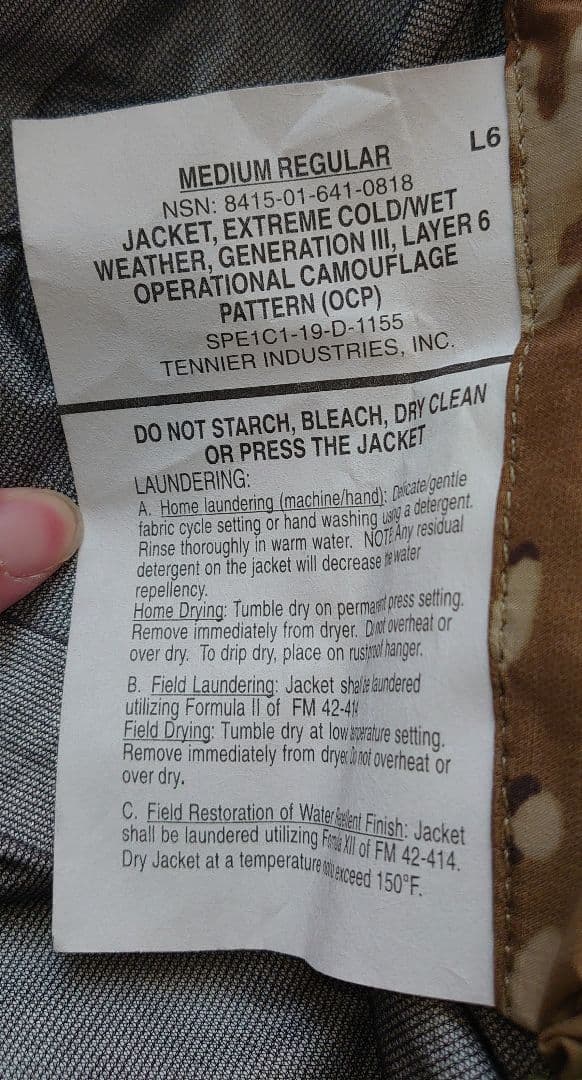 L6
MEDIUM REGULAR
NSN: 8415-01-641-0818
JACKET, EXTREME COLD/WET
WEATHER, GENERATION III, LAYER 6
OPERATIONAL CAMOUFLAGE
PATTERN (OCP)
SPE1C1-19-D-1155
TENNIER INDUSTRIES, INC.
DO NOT STARCH, BLEACH, DRY CLEAN
OR PRESS THE JACKET
LAUNDERING:
A. Home laundering (machine/hand): Delicate/gentle
fabric cycle setting or hand washing using a detergent.
Rinse thoroughly in warm water. NOTE Any residual
detergent on the jacket will decrease the water
repellency.
Home Drying: Tumble dry on permanent press setting.
Remove immediately from dryer. Do not overheat or
over dry. To drip dry, place on rustproof hanger.
B. Field Laundering: Jacket shall be laundered
utilizing Formula II of FM 42-414
Field Drying: Tumble dry at low temperature setting.
Remove immediately from dryer Do not overheat or
over dry.
C. Field Restoration of Water Repellent Finish: Jacket
shall be laundered utilizing Formula XII of FM 42-414.
Dry Jacket at a temperature exceed 150°F.